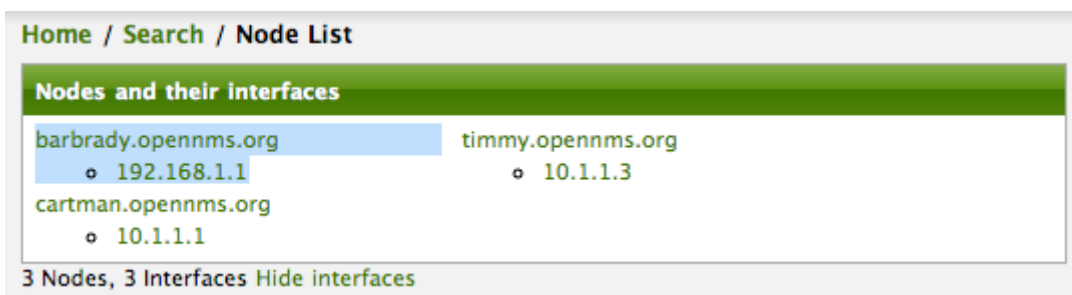 Home / Search / Node List
Nodes and their interfaces
barbrady.opennms.org
192.168.1.1
cartman.opennms.org
10.1.1.1
timmy.opennms.org
10.1.1.3
3 Nodes, 3 Interfaces Hide interfaces